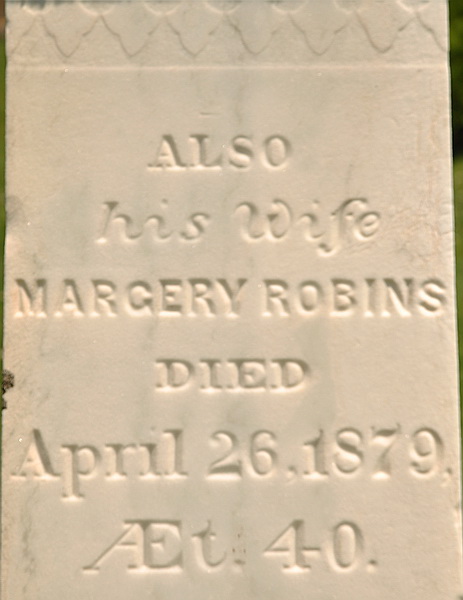 ALSO
his Wife
MARGERY ROBINS
DIED
April 26, 1879,
Æt. 40.